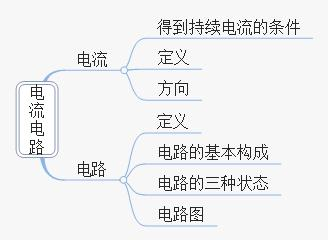 电流电路
电流
得到持续电流的条件
定义
方向
电路
定义
电路的基本构成
电路的三种状态
电路图